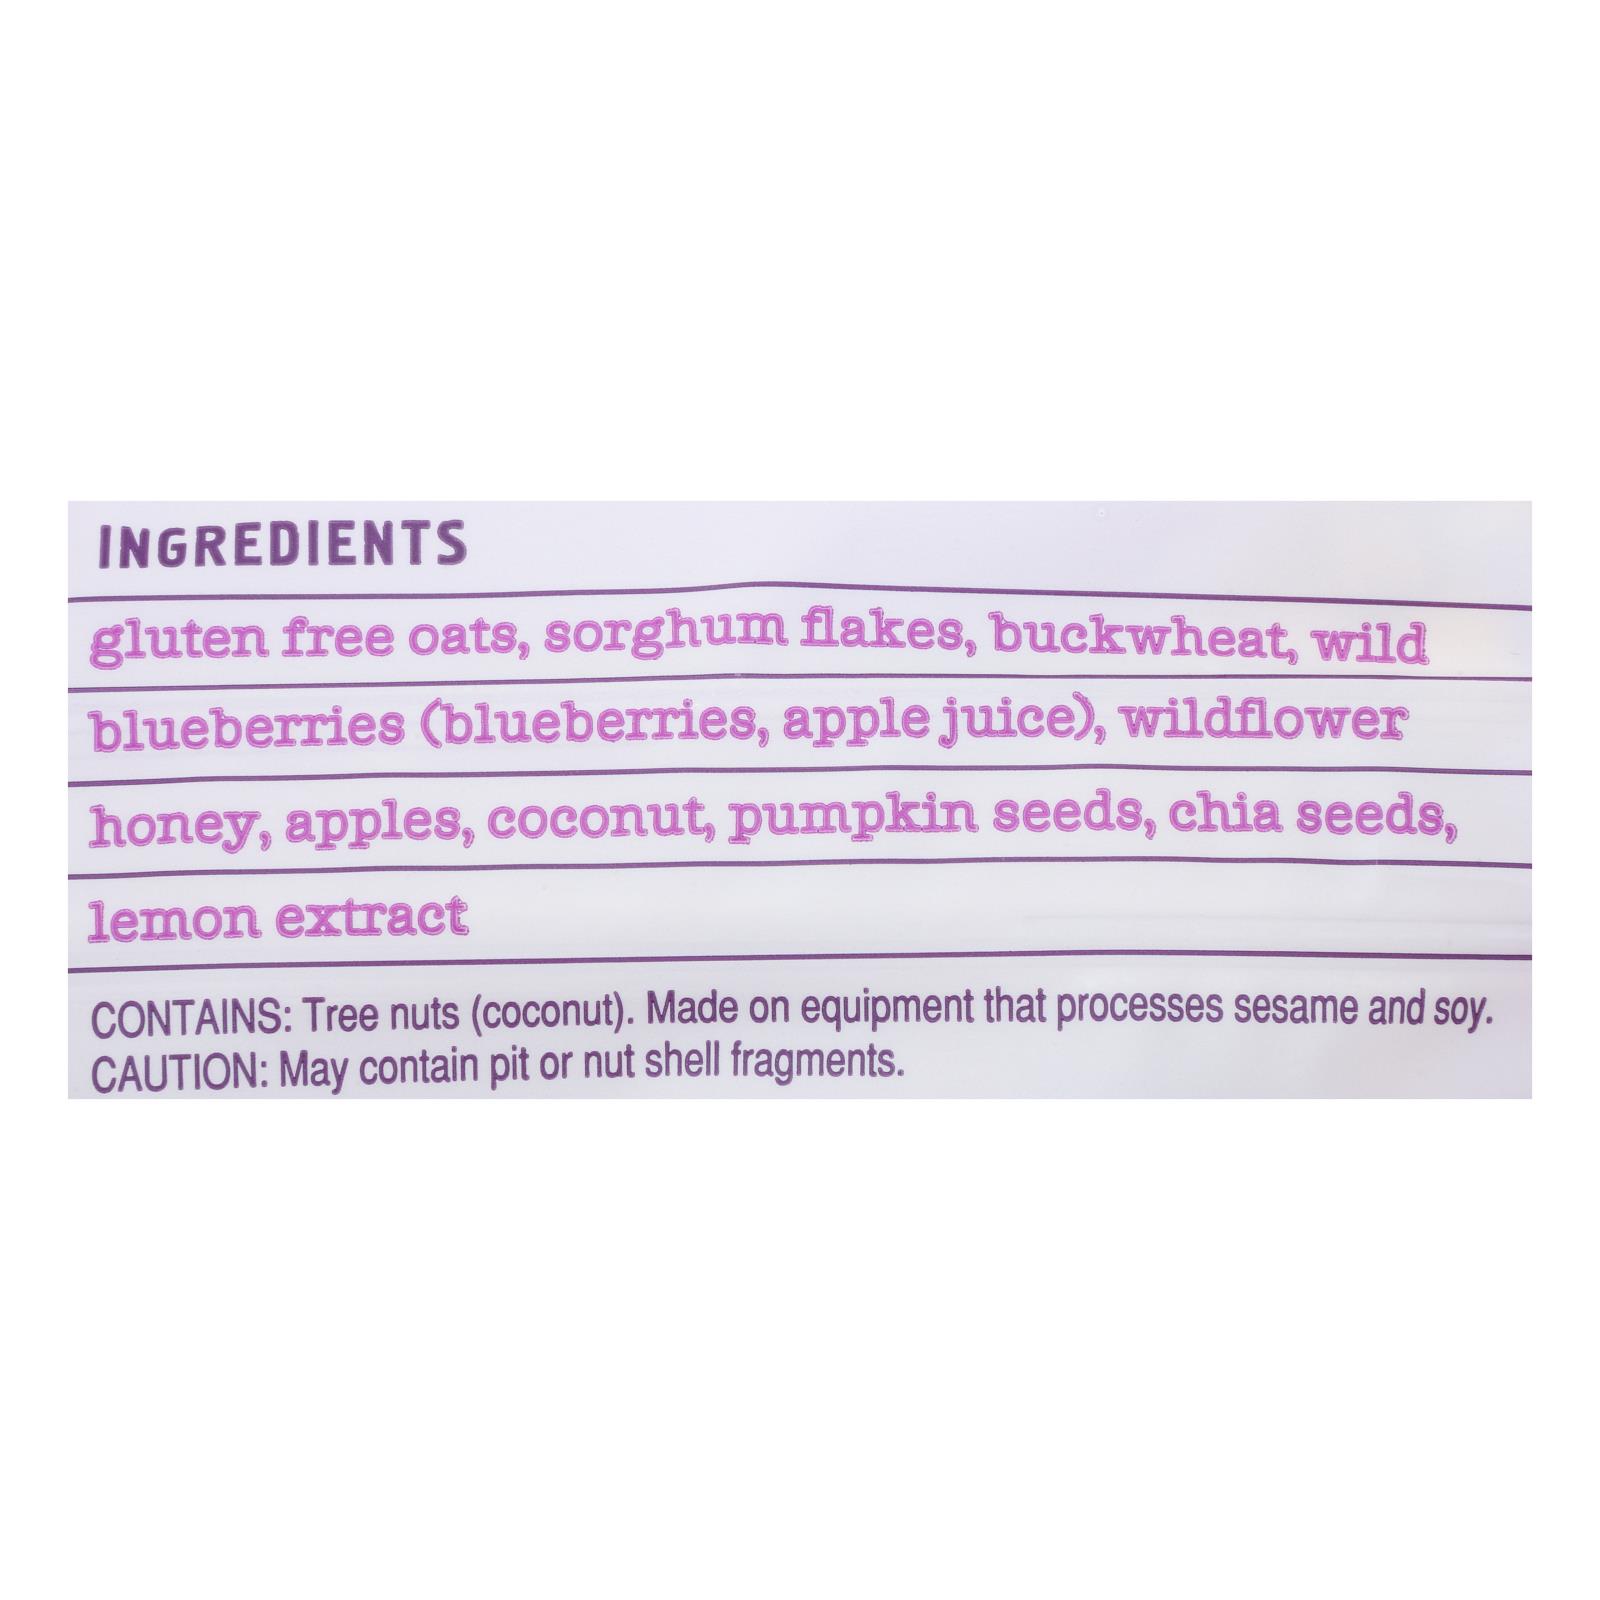 INGREDIENTS
gluten free oats, sorghum flakes, buckwheat, wild
blueberries (blueberries, apple juice), wildflower
honey, apples, coconut, pumpkin seeds, chia seeds,
lemon extract
CONTAINS: Tree nuts (coconut). Made on equipment that processes sesame and soy.
CAUTION: May contain pit or nut shell fragments.